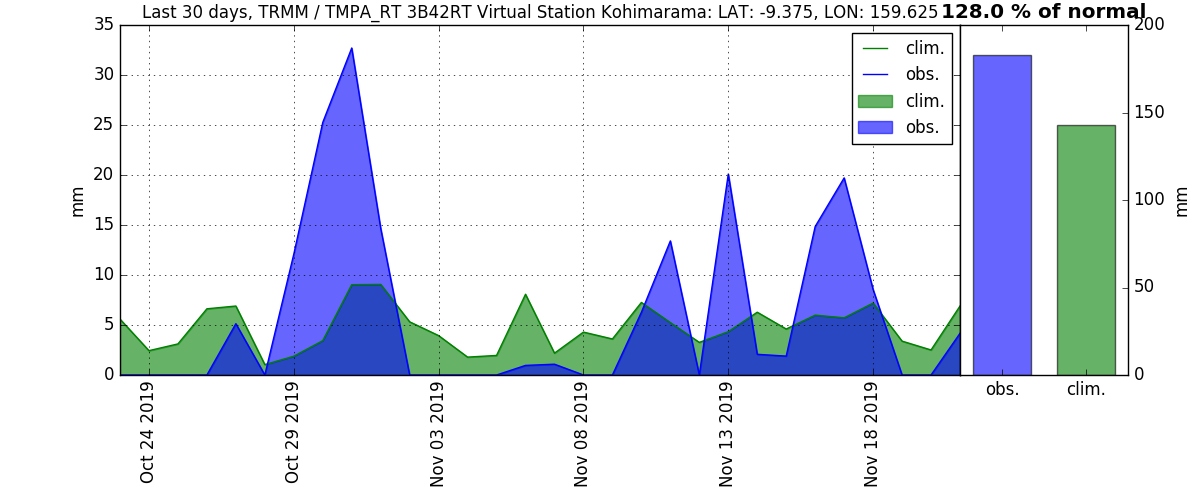 Last 30 days, TRMM / TMPA_RT 3B42RT Virtual Station Kohimarama: LAT: -9.375, LON: 159.625
128.0 % of normal
35
30
25
20
15
10
5
0
mm
clim.
obs.
clim.
obs.
Oct 24 2019
Oct 29 2019
Nov 03 2019
Nov 08 2019
Nov 13 2019
Nov 18 2019
200
150
100
50
0
mm
obs.
clim.